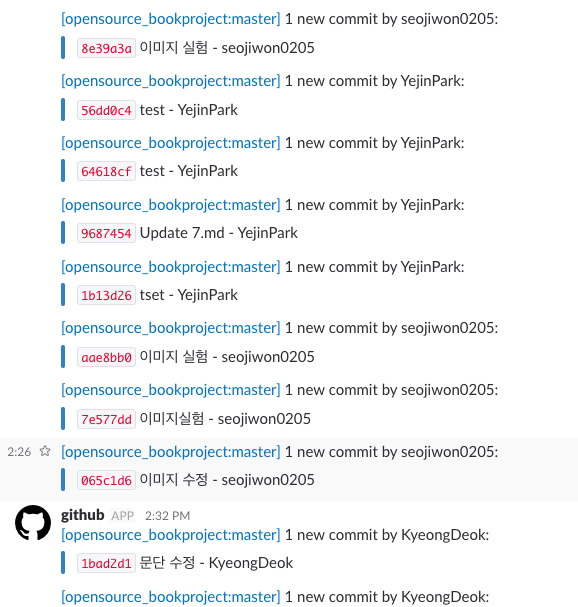 [opensource_bookproject:master] 1 new commit by seojiwon0205:
8e39a3a 이미지 실험 - seojiwon0205
[opensource_bookproject:master] 1 new commit by YejinPark:
56dd0c4 test - YejinPark
[opensource_bookproject:master] 1 new commit by YejinPark:
64618cf test - YejinPark
[opensource_bookproject:master] 1 new commit by YejinPark:
9687454 Update 7.md - YejinPark
[opensource_bookproject:master] 1 new commit by YejinPark:
1b13d26 tset - YejinPark
[opensource_bookproject:master] 1 new commit by seojiwon0205:
aae8bb0 이미지 실험 - seojiwon0205
[opensource_bookproject:master] 1 new commit by seojiwon0205:
7e577dd 이미지실험 - seojiwon0205
2:26 [opensource_bookproject:master] 1 new commit by seojiwon0205:
065c1d6 이미지 수정 - seojiwon0205
github APP 2:32 PM
[opensource_bookproject:master] 1 new commit by KyeongDeok:
1bad2d1 문단 수정 - KyeongDeok
[opensource_bookproject:master] 1 new commit by KyeongDeok: